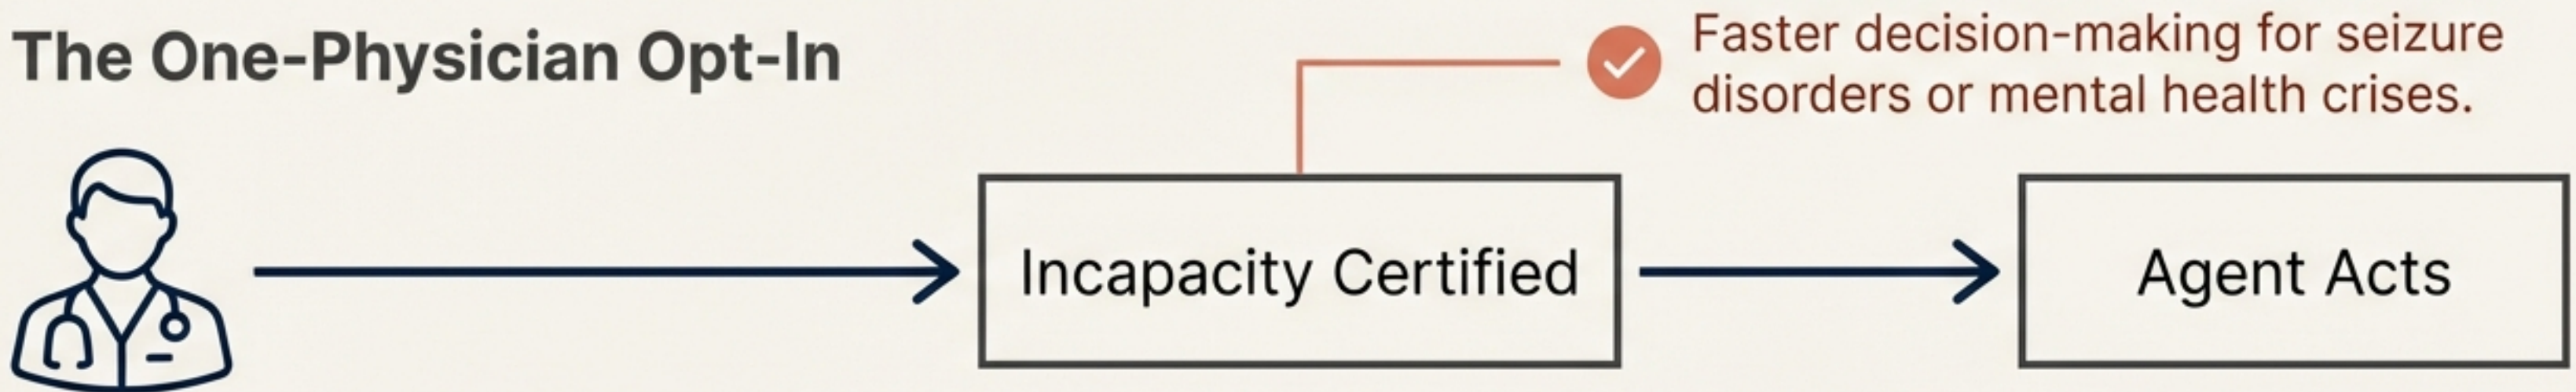 The One-Physician Opt-In
Faster decision-making for seizure
disorders or mental health crises.
Incapacity Certified
Agent Acts